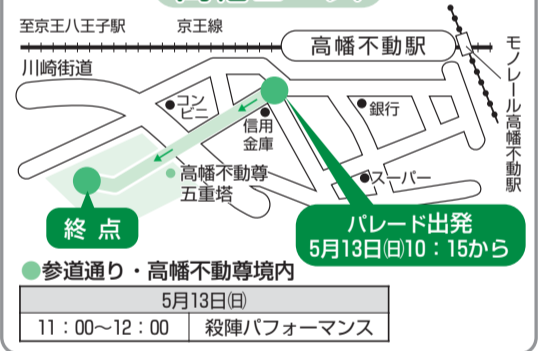 至京王八王子駅
京王線
高幡不動駅
モノレール高幡不動駅
川崎街道
コン
ビニ
信用
金庫
銀行
スーパー
高幡不動尊
五重塔
終点
パレード出発
5月13日㈰10：15から
●参道通り・高幡不動尊境内
5月13日㈰
11：00〜12：00 殺陣パフォーマンス